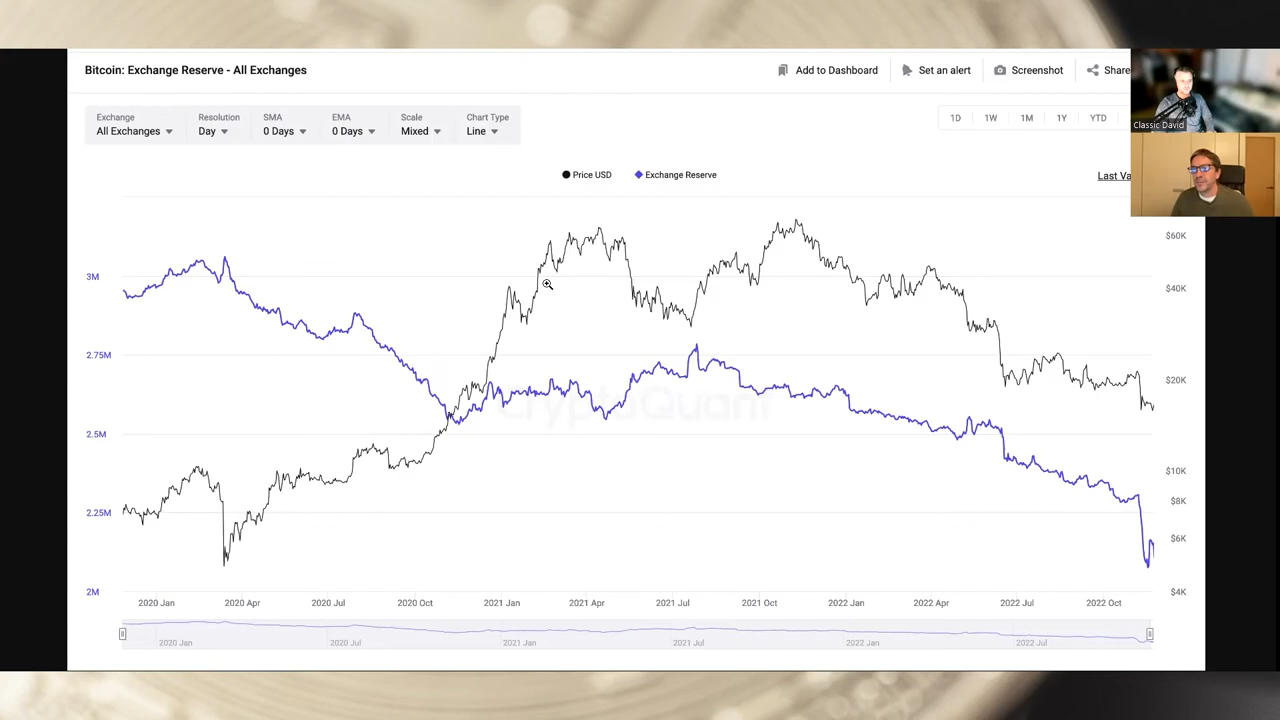 Bitcoin: Exchange Reserve - All Exchanges
Add to Dashboard
Set an alert
Screenshot
Share
Classic David
Exchange
All Exchanges
Resolution
Day
SMA
0 Days
EMA
0 Days
Scale
Mixed
Chart Type
Line
1D
1W
1M
1Y
YTD
Price USD
Exchange Reserve
Last Va
3M
2.75M
2.5M
2.25M
2M
$60K
$40K
$20K
$10K
$8K
$6K
$4K
CryptoQuant
2020 Jan
2020 Apr
2020 Jul
2020 Oct
2021 Jan
2021 Apr
2021 Jul
2021 Oct
2022 Jan
2022 Apr
2022 Jul
2022 Oct
2020 Jan
2020 Jul
2021 Jan
2021 Jul
2022 Jan
2022 Jul